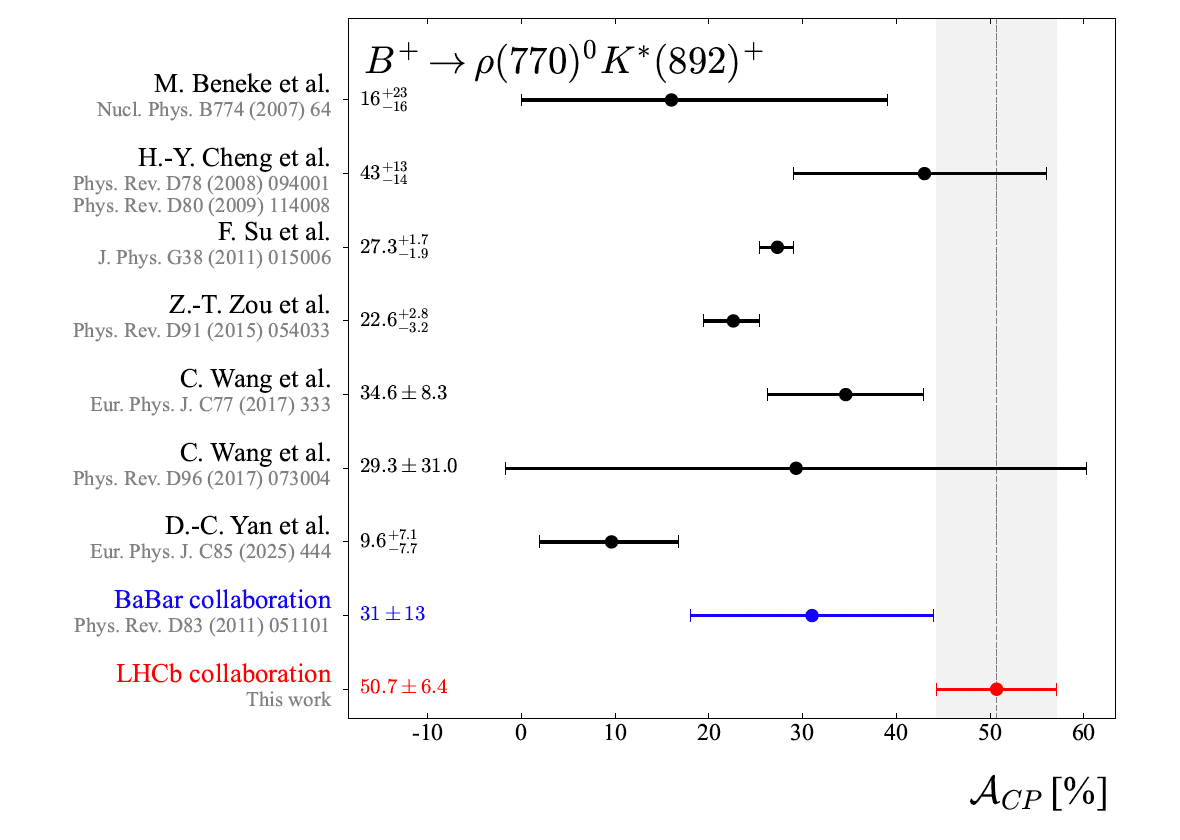 B⁺ → ρ(770)⁰K*(892)⁺
M. Beneke et al.
Nucl. Phys. B774 (2007) 64
16 +23 −16
H.-Y. Cheng et al.
Phys. Rev. D78 (2008) 094001
Phys. Rev. D80 (2009) 114008
43 +13 −14
F. Su et al.
J. Phys. G38 (2011) 015006
27.3 +1.7 −1.9
Z.-T. Zou et al.
Phys. Rev. D91 (2015) 054033
22.6 +2.8 −3.2
C. Wang et al.
Eur. Phys. J. C77 (2017) 333
34.6 ± 8.3
C. Wang et al.
Phys. Rev. D96 (2017) 073004
29.3 ± 31.0
D.-C. Yan et al.
Eur. Phys. J. C85 (2025) 444
9.6 +7.1 −7.7
BaBar collaboration
Phys. Rev. D83 (2011) 051101
31 ± 13
LHCb collaboration
This work
50.7 ± 6.4
-10 0 10 20 30 40 50 60
𝒜CP [%]